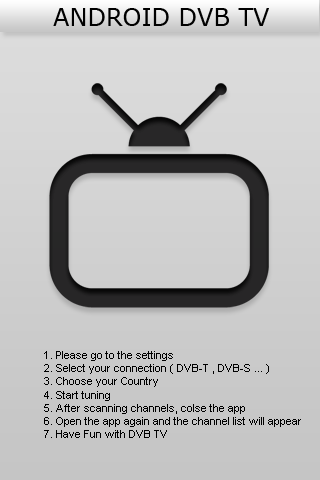 ANDROID DVB TV
1. Please go to the settings
2. Select your connection ( DVB-T , DVB-S ... )
3. Choose your Country
4. Start tuning
5. After scanning channels, colse the app
6. Open the app again and the channel list will appear
7. Have Fun with DVB TV